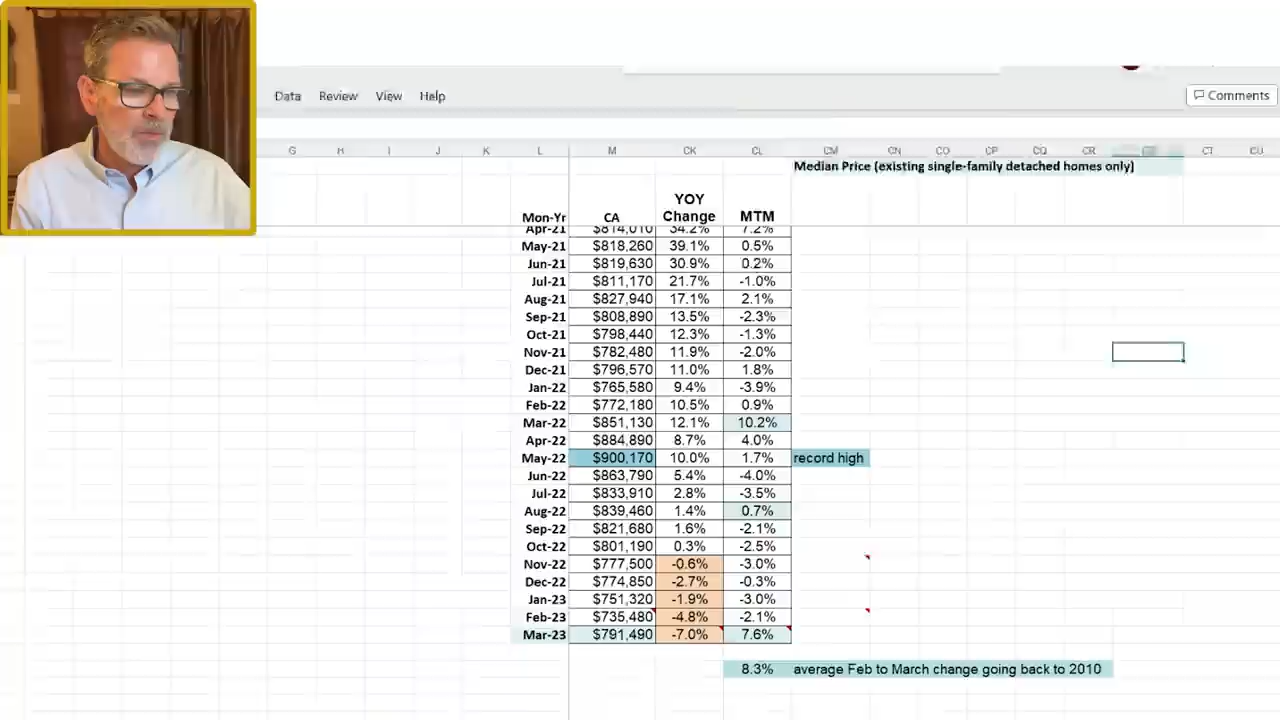 Data Review View Help
Comments
G H I J K L M CK CL CM CN CO CP CQ CR CT CU
Median Price (existing single-family detached homes only)
Mon-Yr CA YOY Change MTM
Apr-21 $814,010 34.2% 7.2%
May-21 $818,260 39.1% 0.5%
Jun-21 $819,630 30.9% 0.2%
Jul-21 $811,170 21.7% -1.0%
Aug-21 $827,940 17.1% 2.1%
Sep-21 $808,890 13.5% -2.3%
Oct-21 $798,440 12.3% -1.3%
Nov-21 $782,480 11.9% -2.0%
Dec-21 $796,570 11.0% 1.8%
Jan-22 $765,580 9.4% -3.9%
Feb-22 $772,180 10.5% 0.9%
Mar-22 $851,130 12.1% 10.2%
Apr-22 $884,890 8.7% 4.0%
May-22 $900,170 10.0% 1.7% record high
Jun-22 $863,790 5.4% -4.0%
Jul-22 $833,910 2.8% -3.5%
Aug-22 $839,460 1.4% 0.7%
Sep-22 $821,680 1.6% -2.1%
Oct-22 $801,190 0.3% -2.5%
Nov-22 $777,500 -0.6% -3.0%
Dec-22 $774,850 -2.7% -0.3%
Jan-23 $751,320 -1.9% -3.0%
Feb-23 $735,480 -4.8% -2.1%
Mar-23 $791,490 -7.0% 7.6%
8.3% average Feb to March change going back to 2010